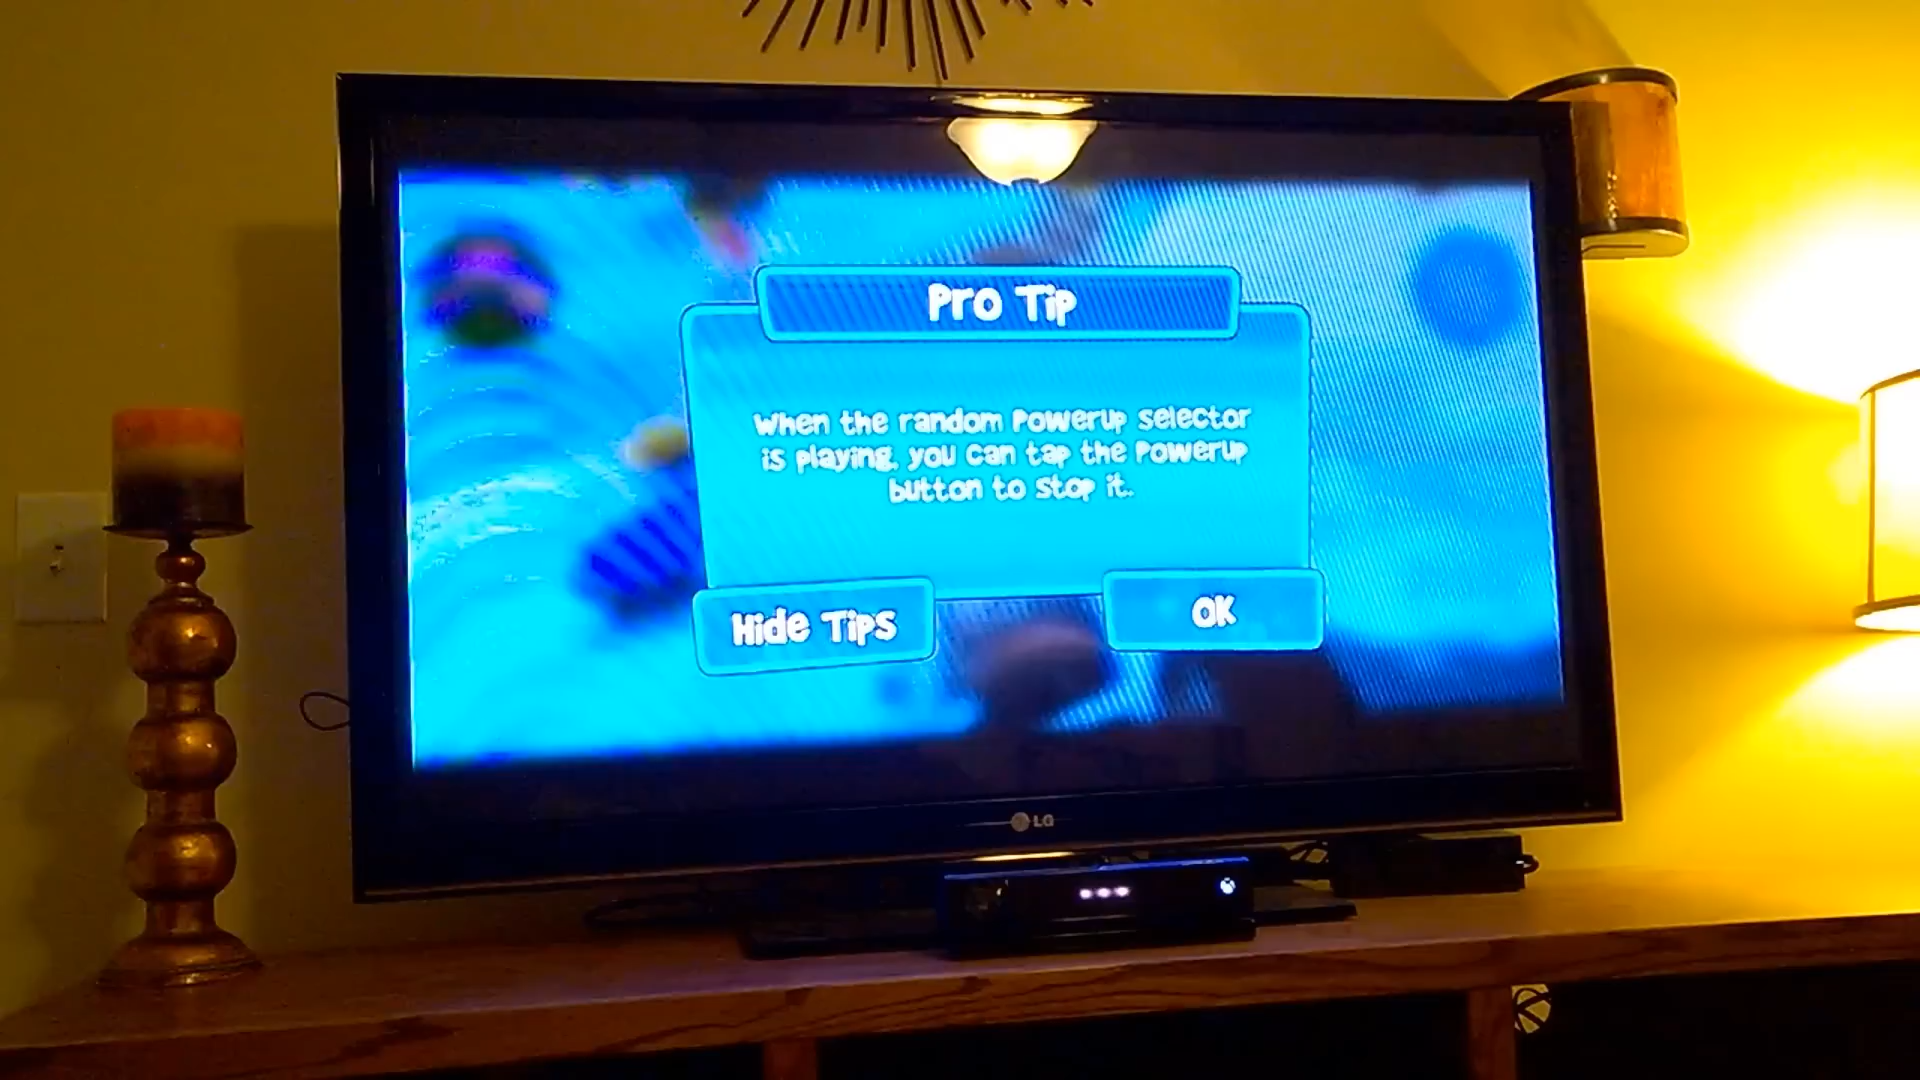 Pro Tip
When the random Powerup selector
is playing, you can tap the Powerup
button to stop it.
Hide Tips
OK
LG